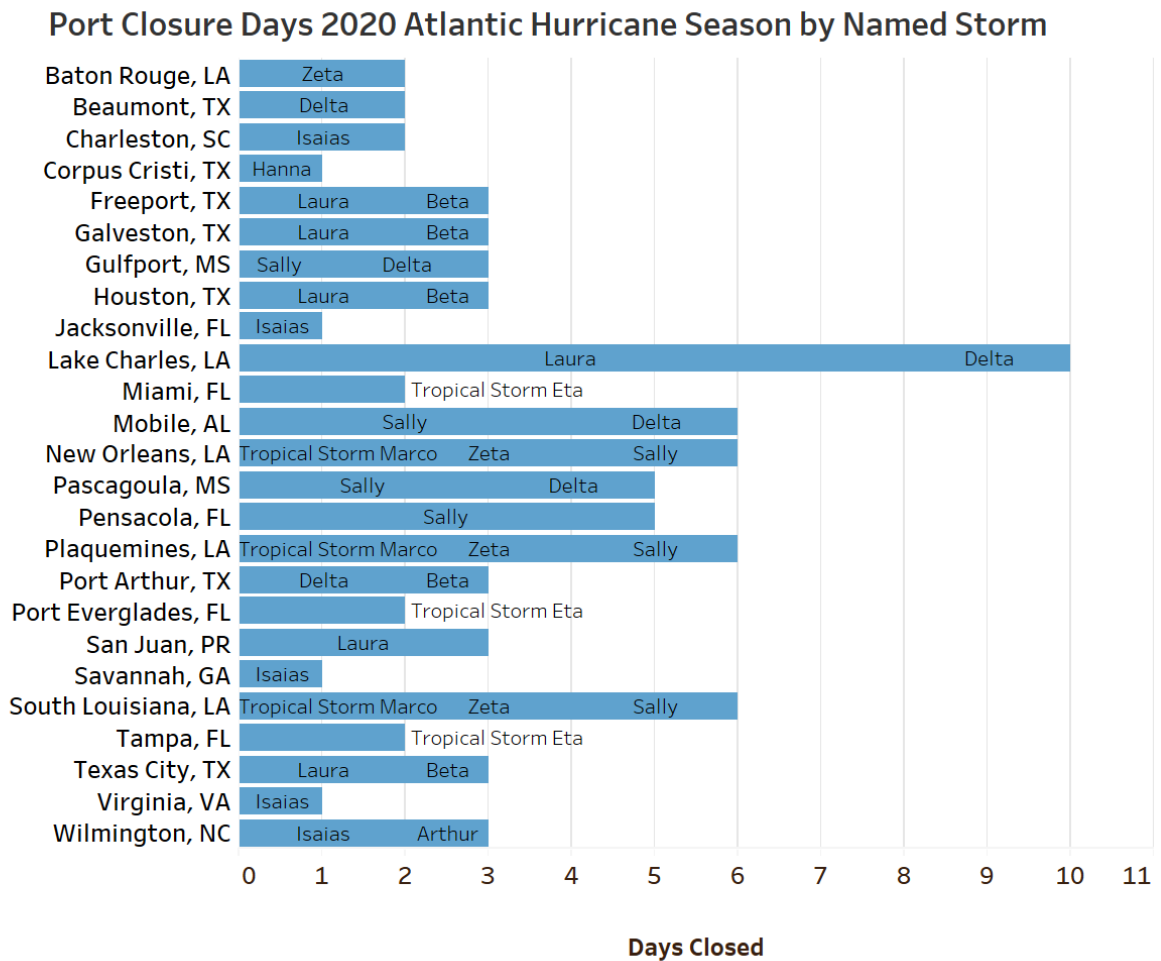 Port Closure Days 2020 Atlantic Hurricane Season by Named Storm
Baton Rouge, LA Zeta
Beaumont, TX Delta
Charleston, SC Isaias
Corpus Cristi, TX Hanna
Freeport, TX Laura Beta
Galveston, TX Laura Beta
Gulfport, MS Sally Delta
Houston, TX Laura Beta
Jacksonville, FL Isaias
Lake Charles, LA Laura Delta
Miami, FL Tropical Storm Eta
Mobile, AL Sally Delta
New Orleans, LA Tropical Storm Marco Zeta Sally
Pascagoula, MS Sally Delta
Pensacola, FL Sally
Plaquemines, LA Tropical Storm Marco Zeta Sally
Port Arthur, TX Delta Beta
Port Everglades, FL Tropical Storm Eta
San Juan, PR Laura
Savannah, GA Isaias
South Louisiana, LA Tropical Storm Marco Zeta Sally
Tampa, FL Tropical Storm Eta
Texas City, TX Laura Beta
Virginia, VA Isaias
Wilmington, NC Isaias Arthur
0 1 2 3 4 5 6 7 8 9 10 11
Days Closed